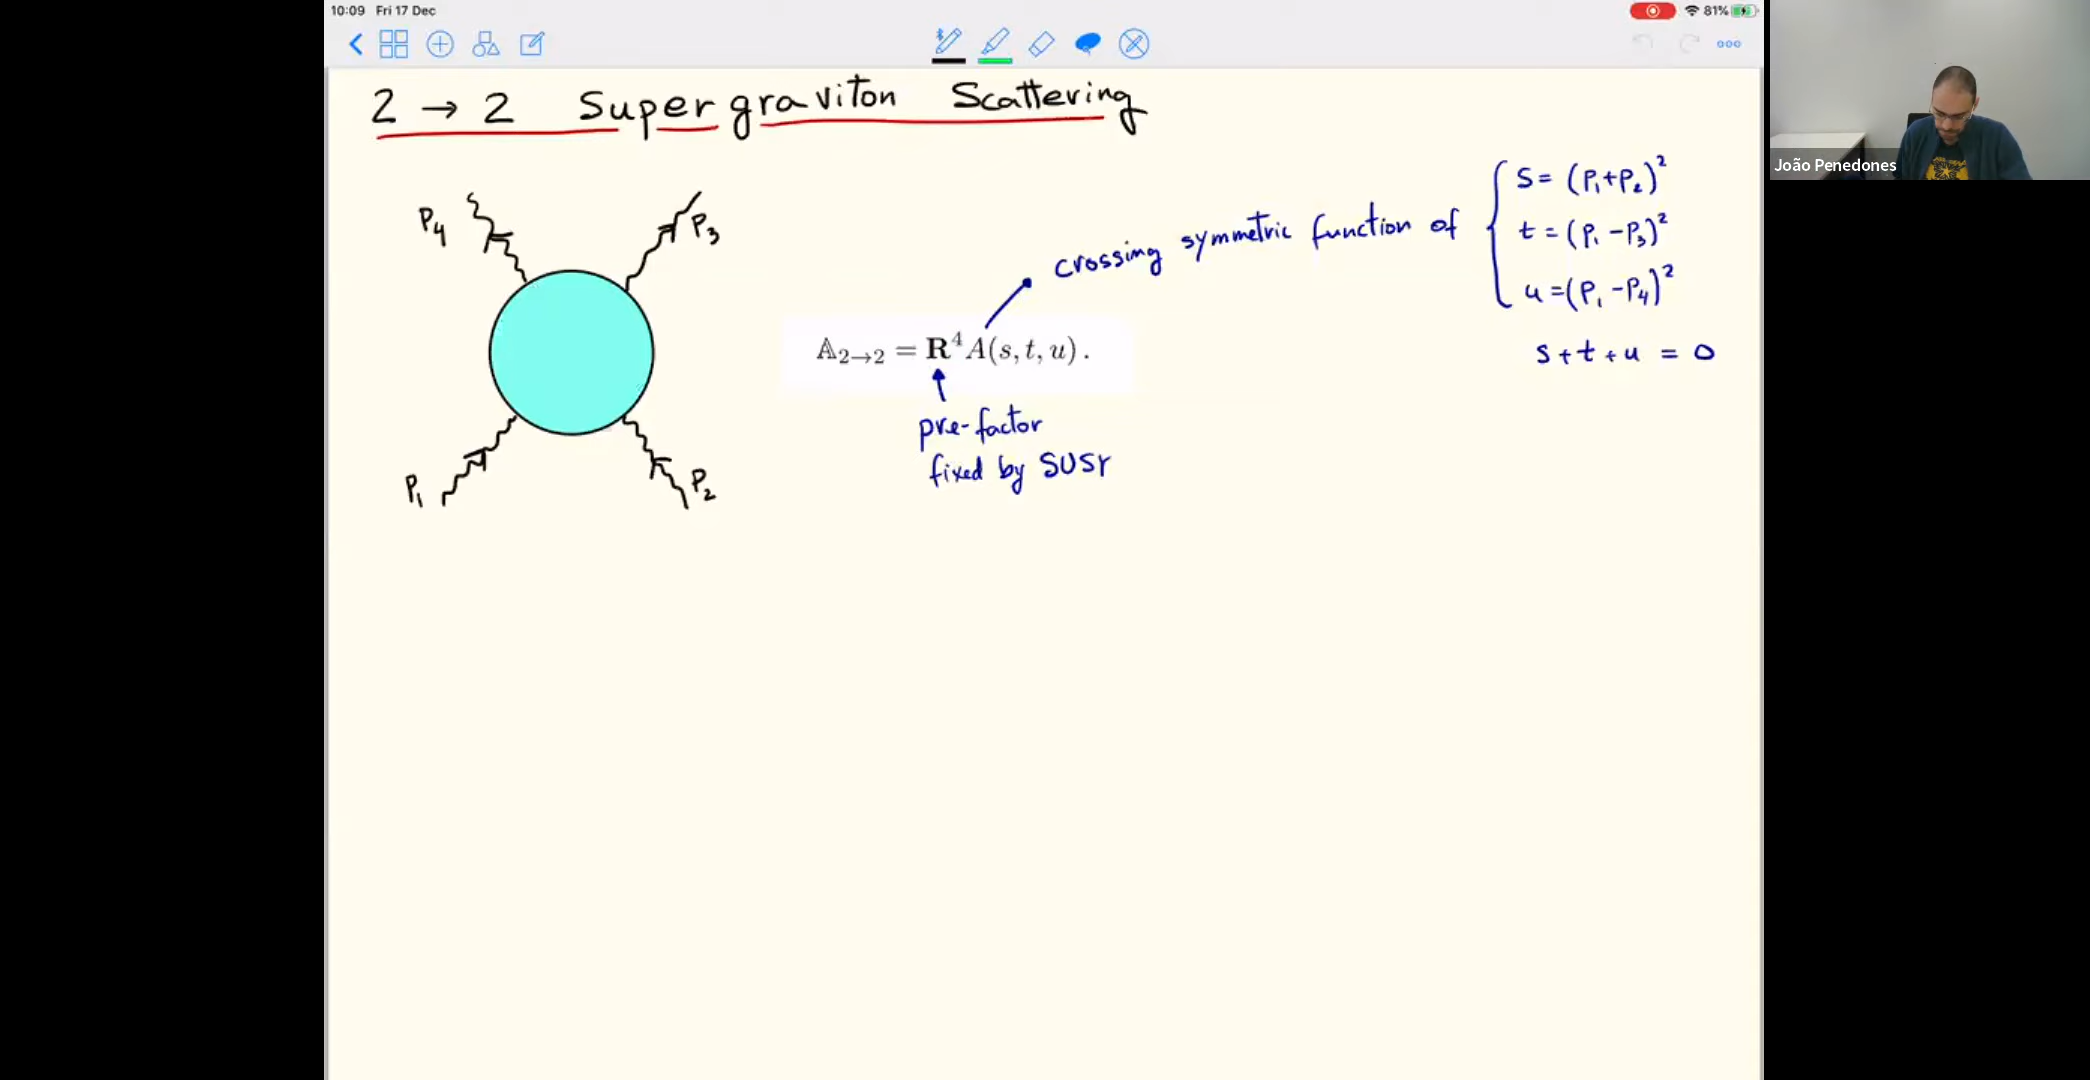 10:09 Fri 17 Dec
81%
2 → 2 Supergraviton Scattering
João Penedones
P₄
P₃
crossing symmetric function of
s = (P₁+P₂)²
t = (P₁ -P₃)²
u =(P₁ -P₄)²
s + t + u = 0
𝔸₂→₂ = R⁴A(s, t, u) .
pre-factor
fixed by SUSY
P₁
P₂